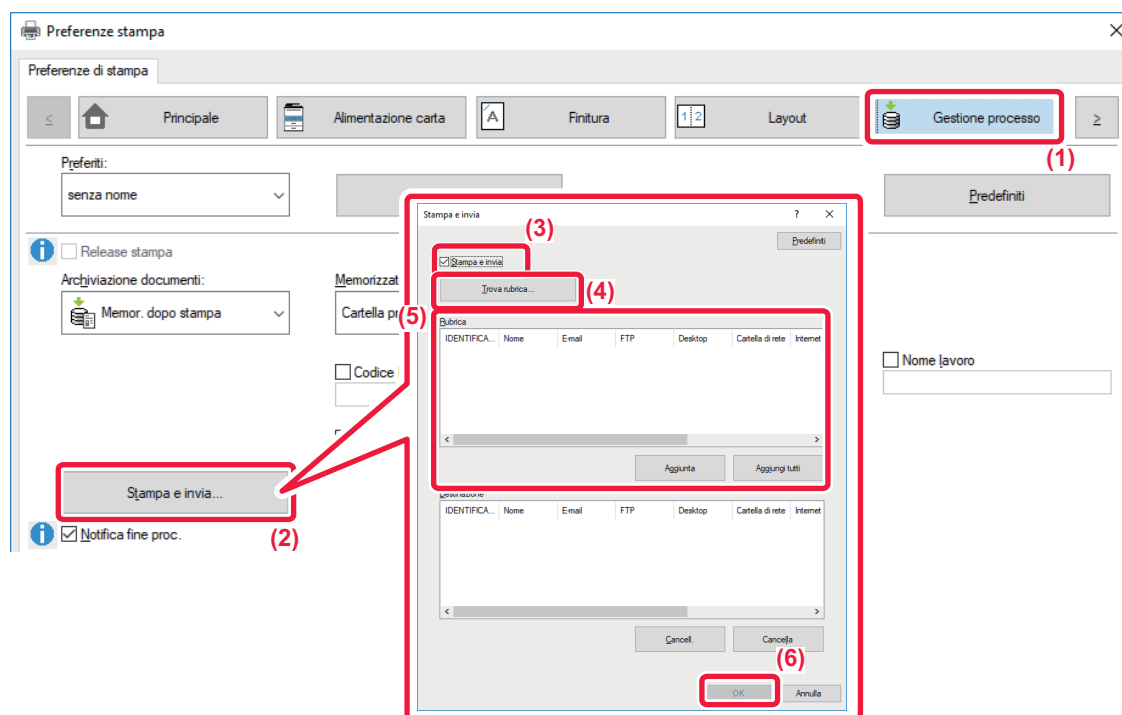 Preferenze stampa
Preferenze di stampa
< Principale Alimentazione carta A Finitura 1 2 Layout Gestione processo >
(1)
Preferiti:
senza nome
Predefiniti
Release stampa
Archiviazione documenti:
Memor. dopo stampa
Memorizzat
Cartella pr
Codice
Nome lavoro
Stampa e invia...
(2)
Notifica fine proc.
Stampa e invia ? ×
(3)
Predefiniti
Stampa e invia
Trova rubrica...
(4)
(5)
Rubrica
IDENTIFICA... Nome E-mail FTP Desktop Cartella di rete Internet
Aggiunta Aggiungi tutti
Destinazione
IDENTIFICA... Nome E-mail FTP Desktop Cartella di rete Internet
Cancell. Cancella
(6)
OK Annulla